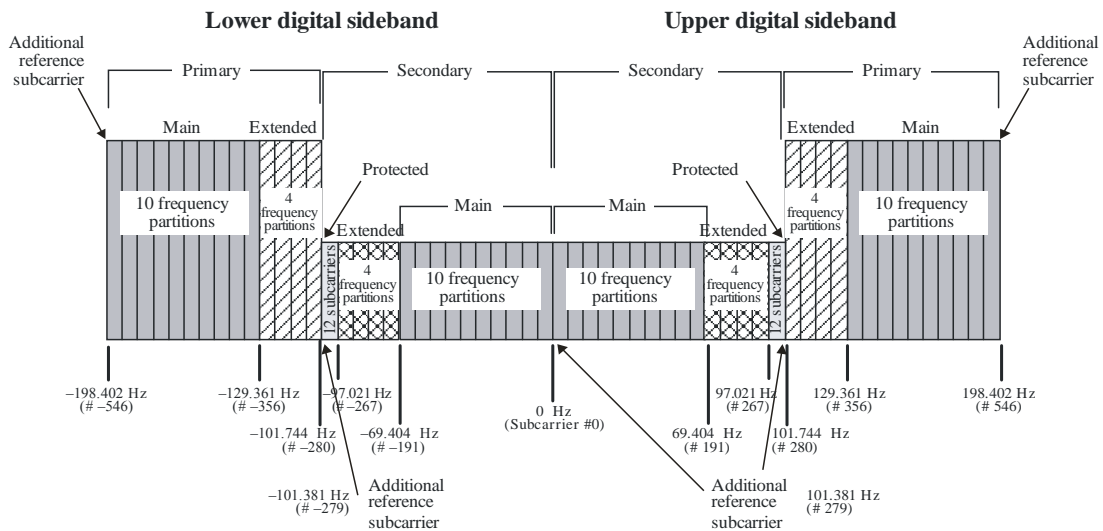 Lower digital sideband
Upper digital sideband
Additional
reference
subcarrier
Primary
Secondary
Secondary
Primary
Additional
reference
subcarrier
Main
Extended
Extended
Main
Protected
Protected
Main
Main
Extended
Extended
10 frequency
partitions
4
frequency
partitions
12 subcarriers
4
frequency
partitions
10 frequency
partitions
10 frequency
partitions
4
frequency
partitions
12 subcarriers
4
frequency
partitions
10 frequency
partitions
–198.402 Hz
(# –546)
–129.361 Hz
(# –356)
–97.021 Hz
(# –267)
0 Hz
(Subcarrier #0)
97.021 Hz
(# 267)
129.361 Hz
(# 356)
198.402 Hz
(# 546)
–101.744 Hz
(# –280)
–69.404 Hz
(# –191)
69.404 Hz
(# 191)
101.744 Hz
(# 280)
–101.381 Hz
(# –279)
Additional
reference
subcarrier
Additional
reference
subcarrier
101.381 Hz
(# 279)